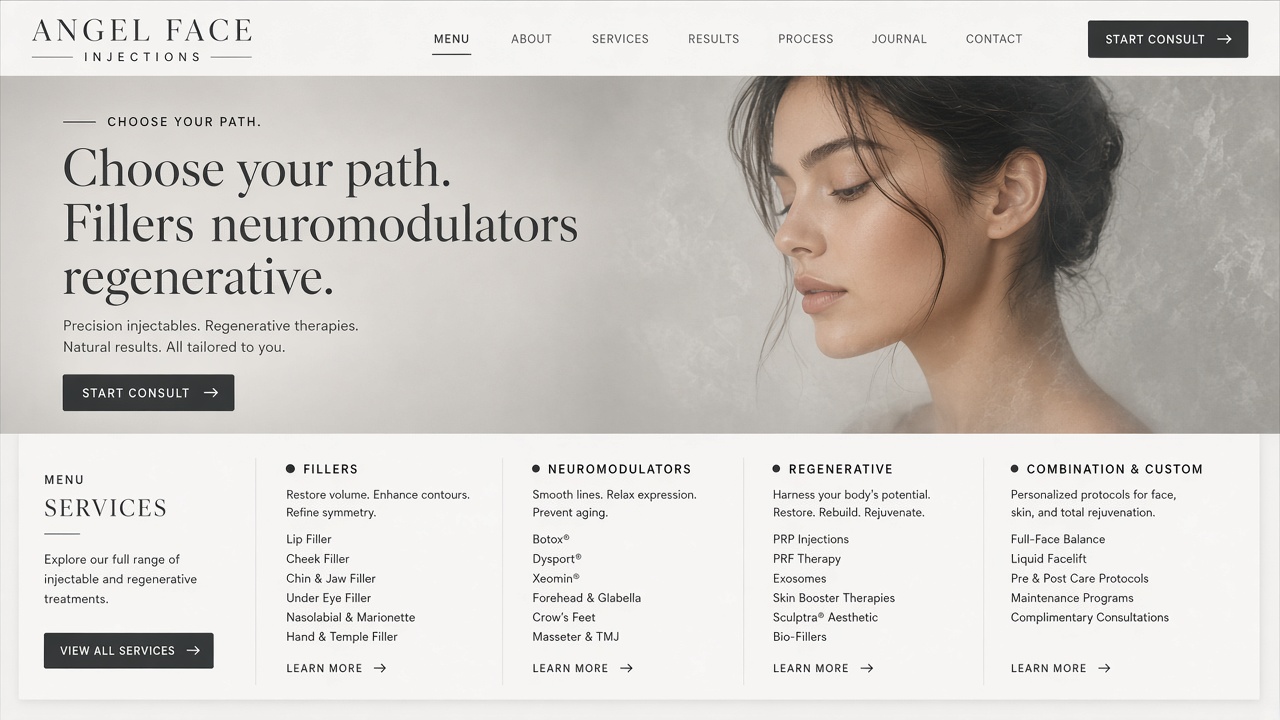 ANGEL FACE
INJECTIONS
MENU
ABOUT
SERVICES
RESULTS
PROCESS
JOURNAL
CONTACT
START CONSULT →
CHOOSE YOUR PATH.
Choose your path.
Fillers neuromodulators
regenerative.
Precision injectables. Regenerative therapies.
Natural results. All tailored to you.
START CONSULT →
MENU
SERVICES
Explore our full range of
injectable and regenerative
treatments.
VIEW ALL SERVICES →
FILLERS
Restore volume. Enhance contours.
Refine symmetry.
Lip Filler
Cheek Filler
Chin & Jaw Filler
Under Eye Filler
Nasolabial & Marionette
Hand & Temple Filler
LEARN MORE →
NEUROMODULATORS
Smooth lines. Relax expression.
Prevent aging.
Botox®
Dysport®
Xeomin®
Forehead & Glabella
Crow's Feet
Masseter & TMJ
LEARN MORE →
REGENERATIVE
Harness your body's potential.
Restore. Rebuild. Rejuvenate.
PRP Injections
PRF Therapy
Exosomes
Skin Booster Therapies
Sculptra® Aesthetic
Bio-Fillers
LEARN MORE →
COMBINATION & CUSTOM
Personalized protocols for face,
skin, and total rejuvenation.
Full-Face Balance
Liquid Facelift
Pre & Post Care Protocols
Maintenance Programs
Complimentary Consultations
LEARN MORE →